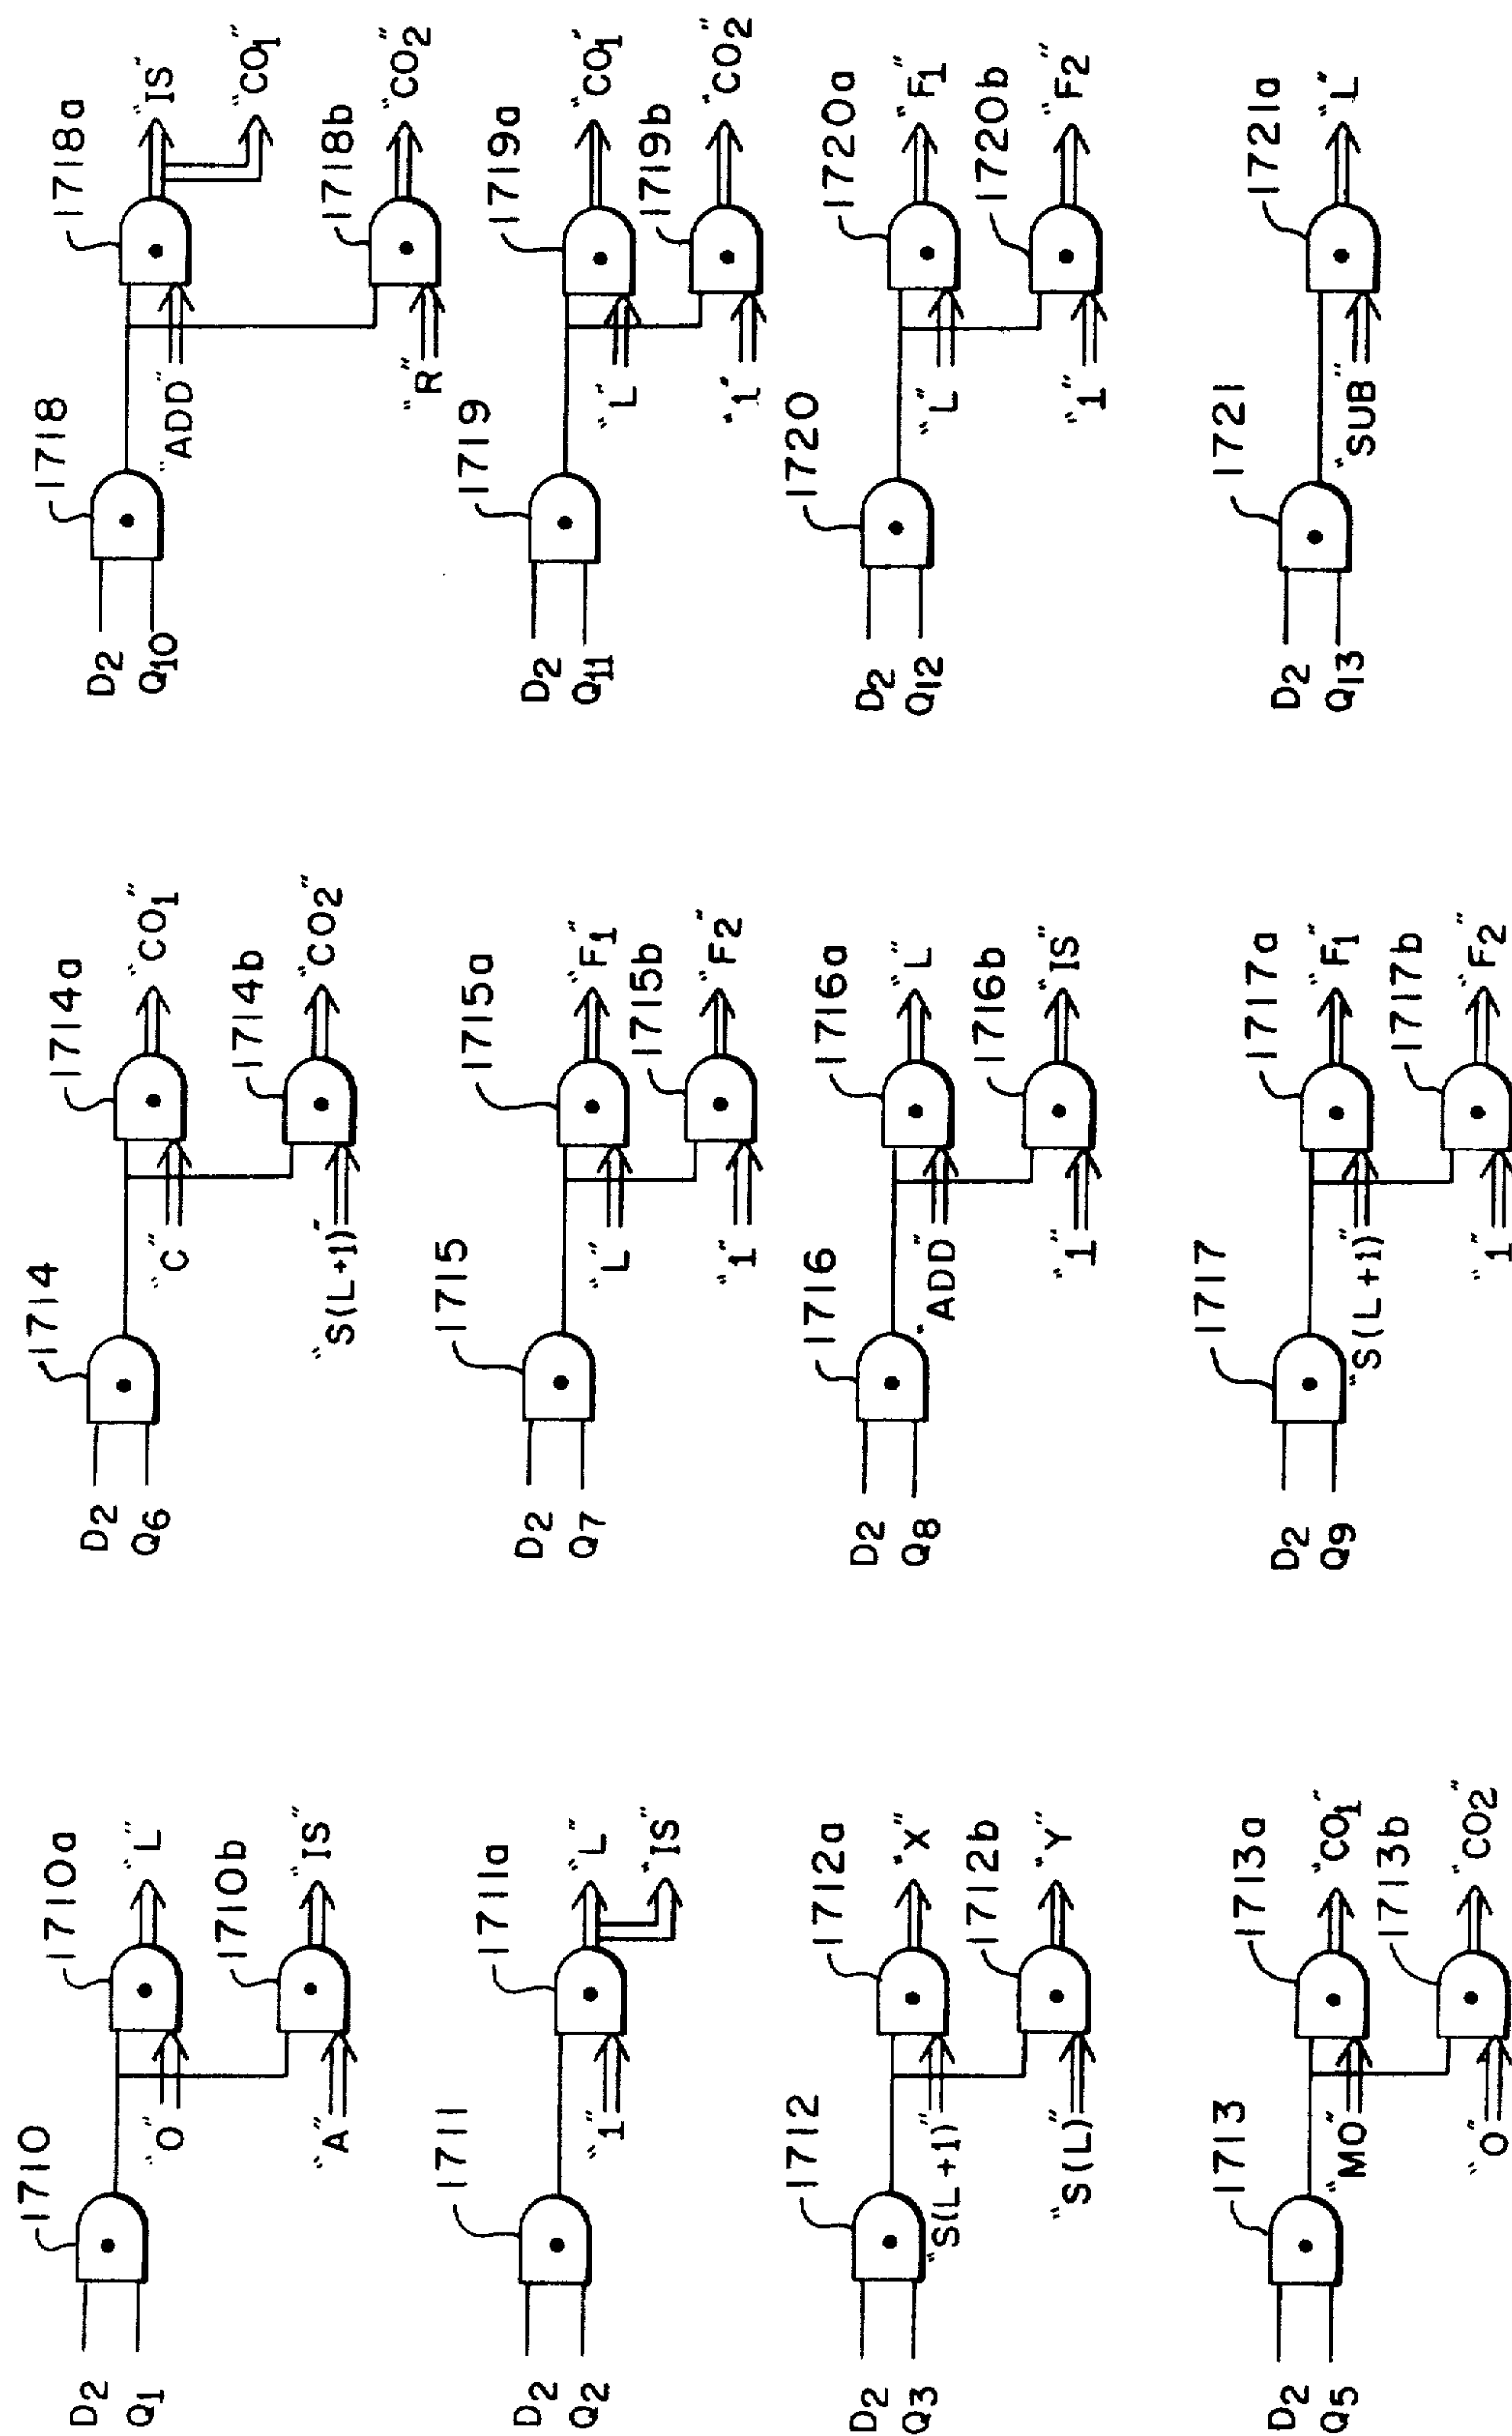 1710
1710a
D2
Q1
"O"
"L"
1710b
"A"
"IS"
1711
1711a
D2
Q2
"1"
"L"
"IS"
1712
1712a
D2
Q3
"S(L+1)"
"X"
1712b
"S(L)"
"Y"
1713
1713a
D2
Q5
"MO"
"CO1"
1713b
"O"
"CO2"
1714
1714a
D2
Q6
"C"
"CO1"
1714b
"S(L+1)"
"CO2"
1715
1715a
D2
Q7
"L"
"F1"
1715b
"1"
"F2"
1716
1716a
D2
Q8
"ADD"
"L"
1716b
"1"
"IS"
1717
1717a
D2
Q9
"S(L+1)"
"F1"
1717b
"1"
"F2"
1718
1718a
D2
Q10
"ADD"
"IS"
"CO1"
1718b
"R"
"CO2"
1719
1719a
D2
Q11
"L"
"CO1"
1719b
"1"
"CO2"
1720
1720a
D2
Q12
"L"
"F1"
1720b
"1"
"F2"
1721
1721a
D2
Q13
"SUB"
"L"